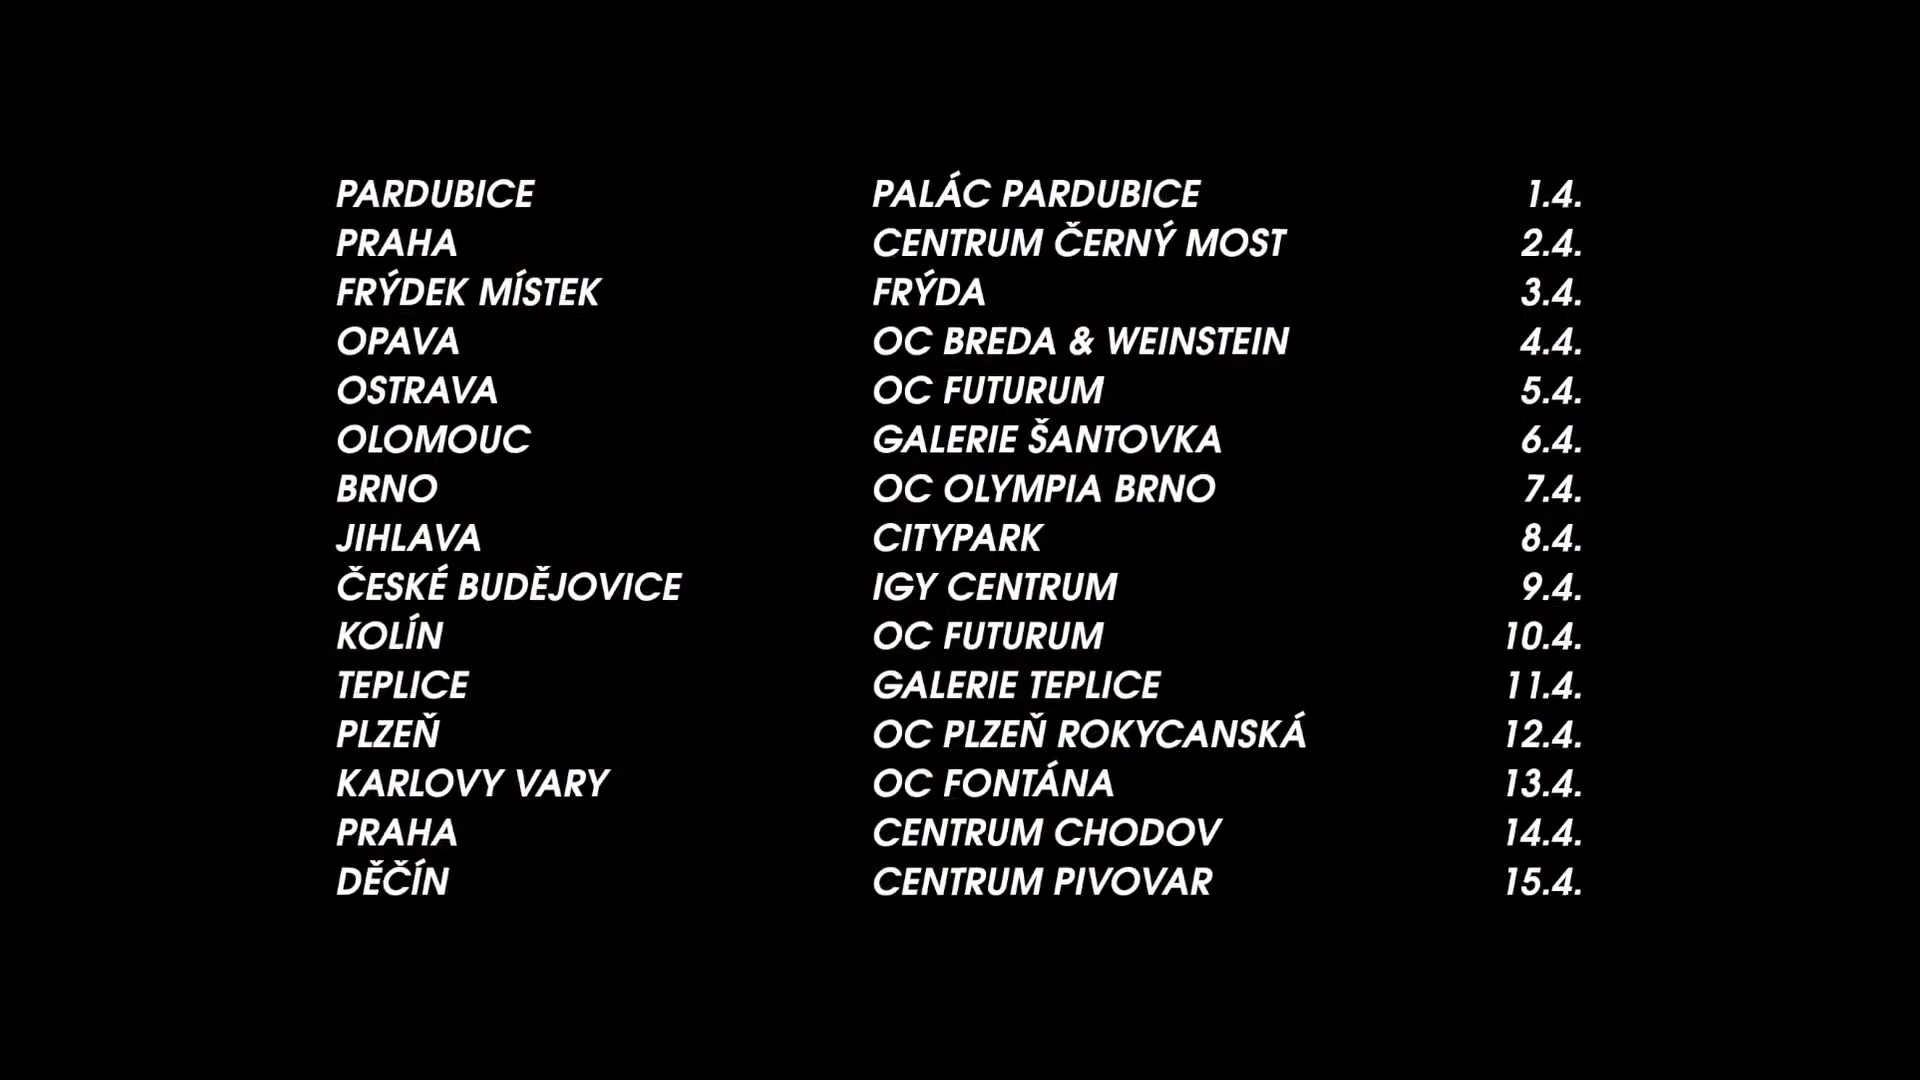 PARDUBICE PALÁC PARDUBICE 1.4.
PRAHA CENTRUM ČERNÝ MOST 2.4.
FRÝDEK MÍSTEK FRÝDA 3.4.
OPAVA OC BREDA & WEINSTEIN 4.4.
OSTRAVA OC FUTURUM 5.4.
OLOMOUC GALERIE ŠANTOVKA 6.4.
BRNO OC OLYMPIA BRNO 7.4.
JIHLAVA CITYPARK 8.4.
ČESKÉ BUDĚJOVICE IGY CENTRUM 9.4.
KOLÍN OC FUTURUM 10.4.
TEPLICE GALERIE TEPLICE 11.4.
PLZEŇ OC PLZEŇ ROKYCANSKÁ 12.4.
KARLOVY VARY OC FONTÁNA 13.4.
PRAHA CENTRUM CHODOV 14.4.
DĚČÍN CENTRUM PIVOVAR 15.4.